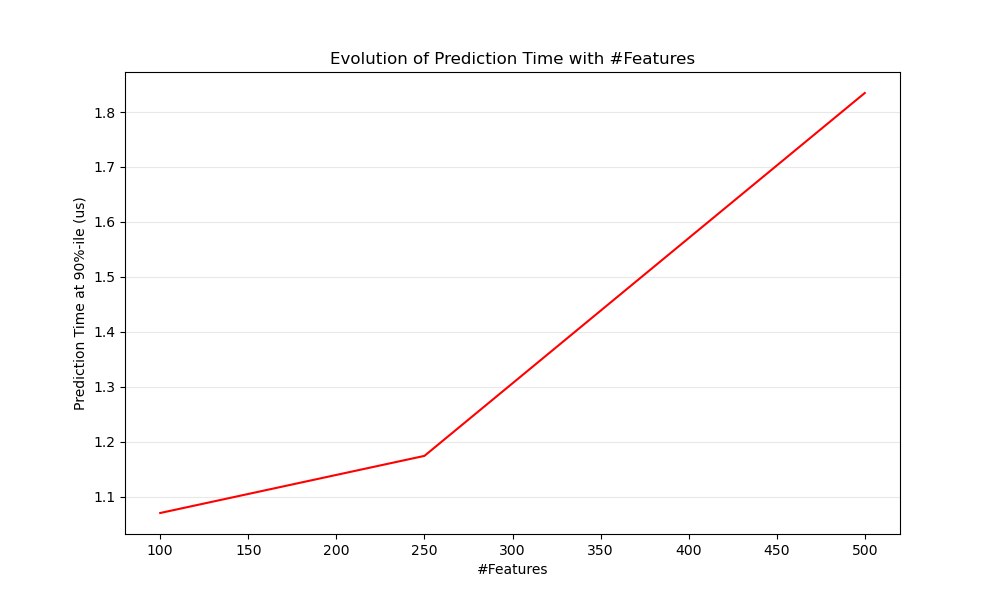 Evolution of Prediction Time with #Features
Prediction Time at 90%-ile (us)
1.8
1.7
1.6
1.5
1.4
1.3
1.2
1.1
100 150 200 250 300 350 400 450 500
#Features